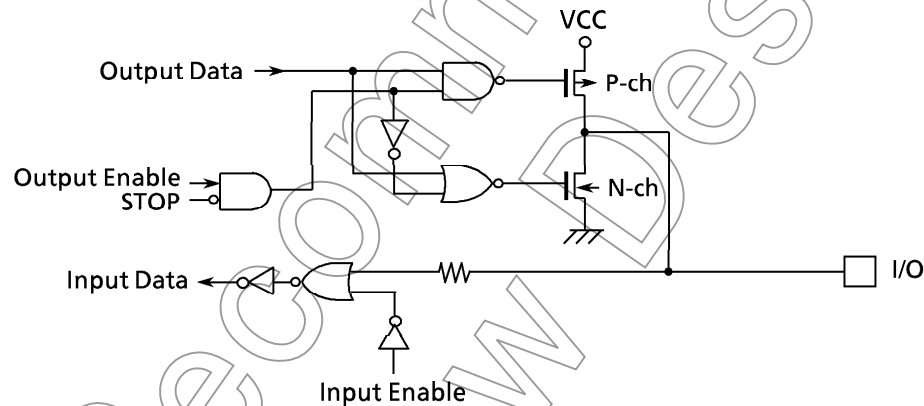 VCC
Output Data
P-ch
Output Enable
STOP
N-ch
Input Data
I/O
Input Enable